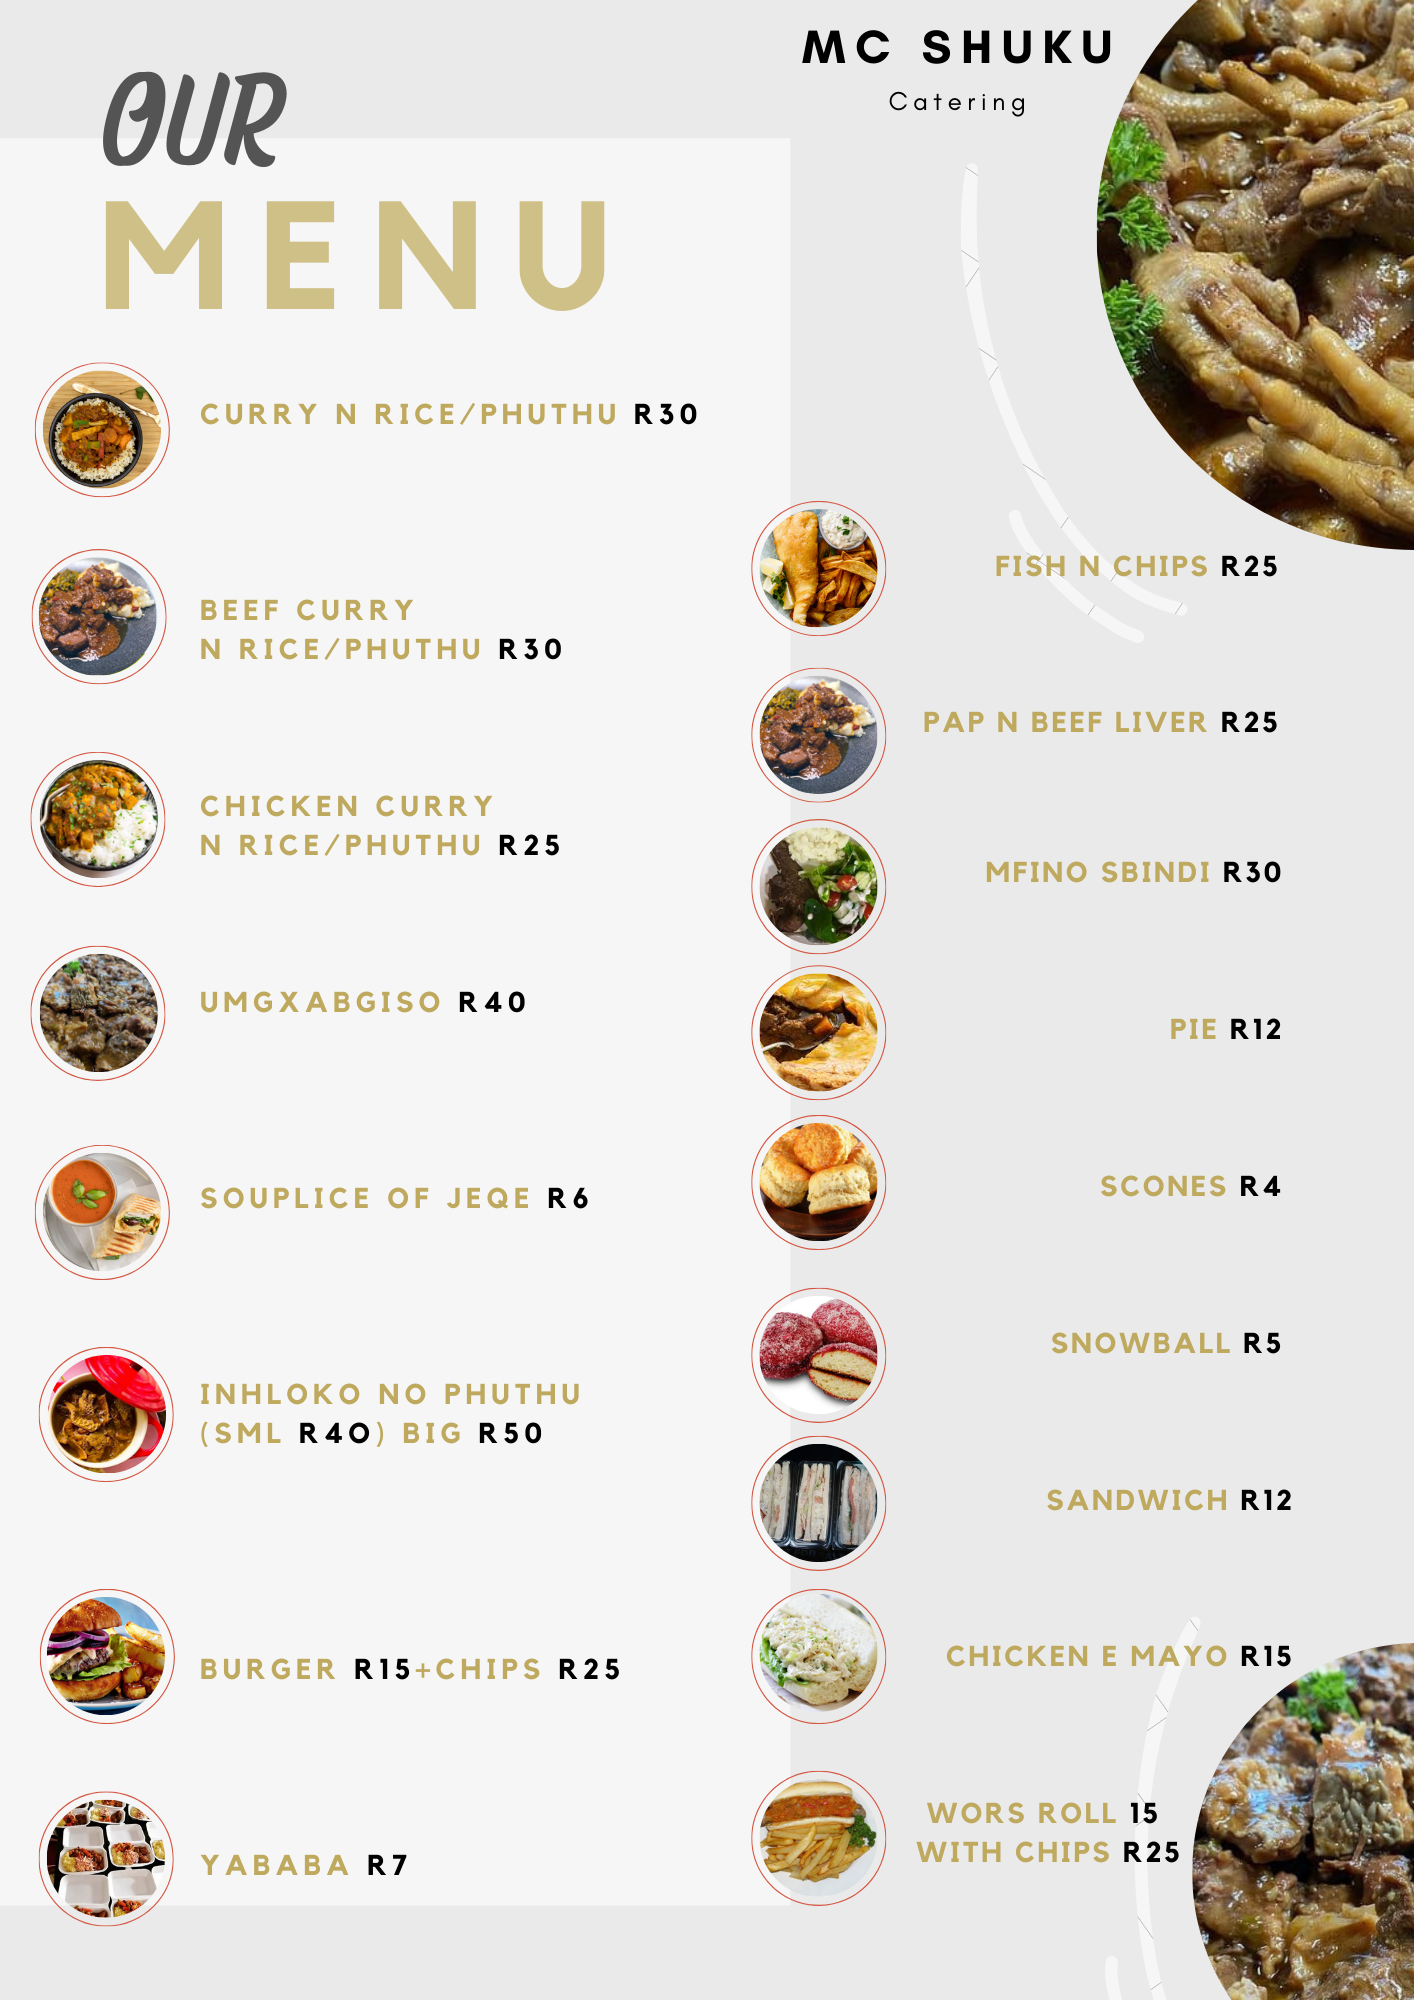 MC SHUKU
Catering
OUR
MENU
CURRY N RICE/PHUTHU R30
BEEF CURRY
N RICE/PHUTHU R30
CHICKEN CURRY
N RICE/PHUTHU R25
UMGXABGISO R40
SOUPLICE OF JEQE R6
INHLOKO NO PHUTHU
(SML R4O) BIG R50
BURGER R15+CHIPS R25
YABABA R7
FISH N CHIPS R25
PAP N BEEF LIVER R25
MFINO SBINDI R30
PIE R12
SCONES R4
SNOWBALL R5
SANDWICH R12
CHICKEN E MAYO R15
WORS ROLL 15
WITH CHIPS R25